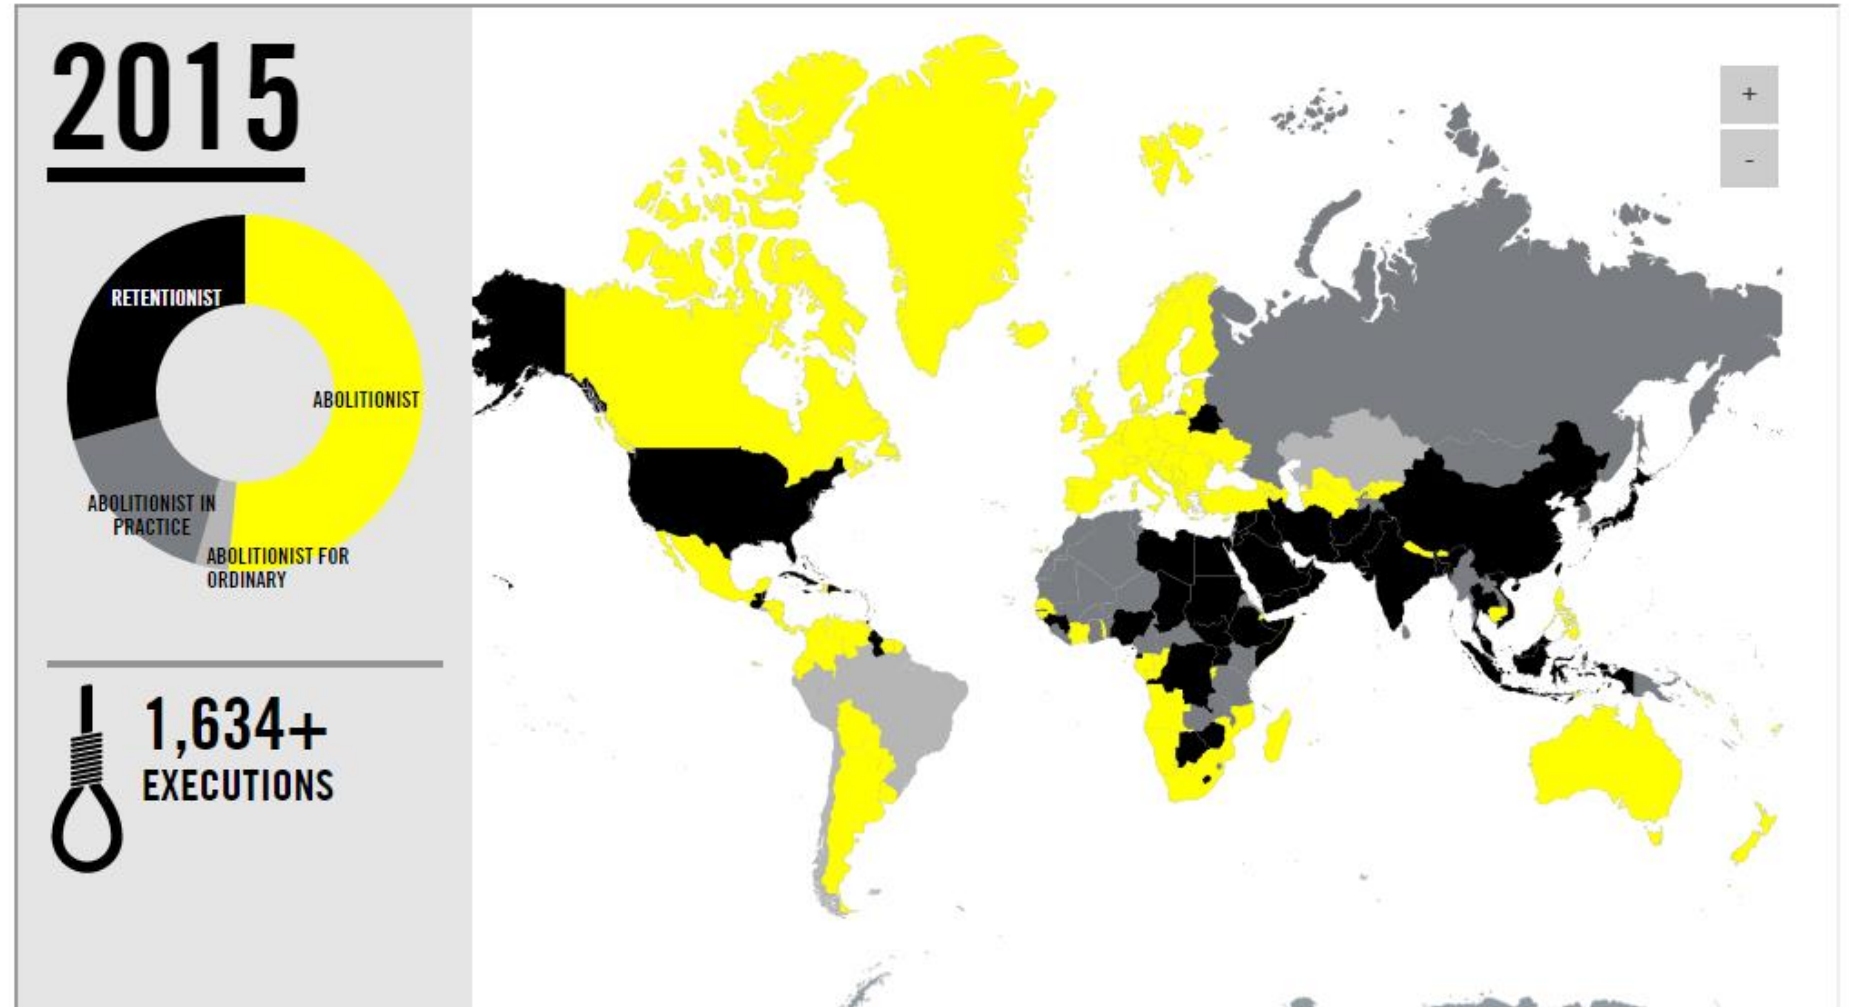 2015
RETENTIONIST
ABOLITIONIST
ABOLITIONIST IN
PRACTICE
ABOLITIONIST FOR
ORDINARY
1,634+
EXECUTIONS
+
-